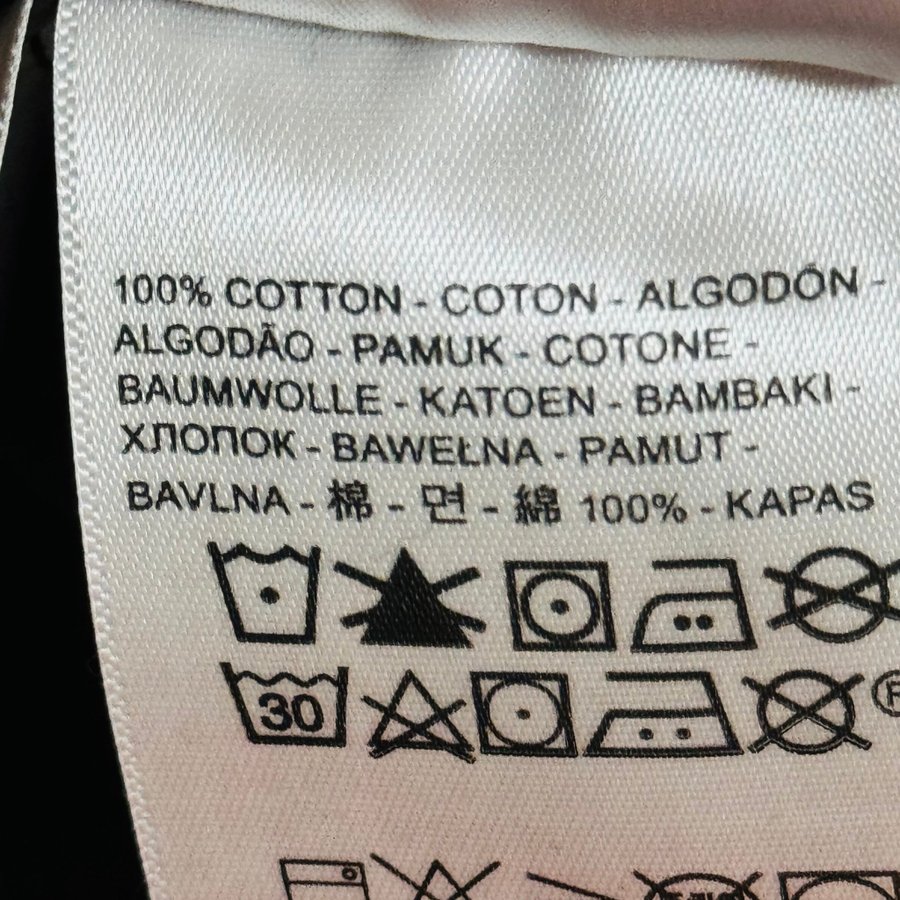 100% COTTON - COTON - ALGODÓN -
ALGODÃO - PAMUK - COTONE -
BAUMWOLLE - KATOEN - BAMBAKI -
ХЛОПОК - BAWEŁNA - PAMUT -
BAVLNA - 棉 - 면 - 綿 100% - KAPAS
30